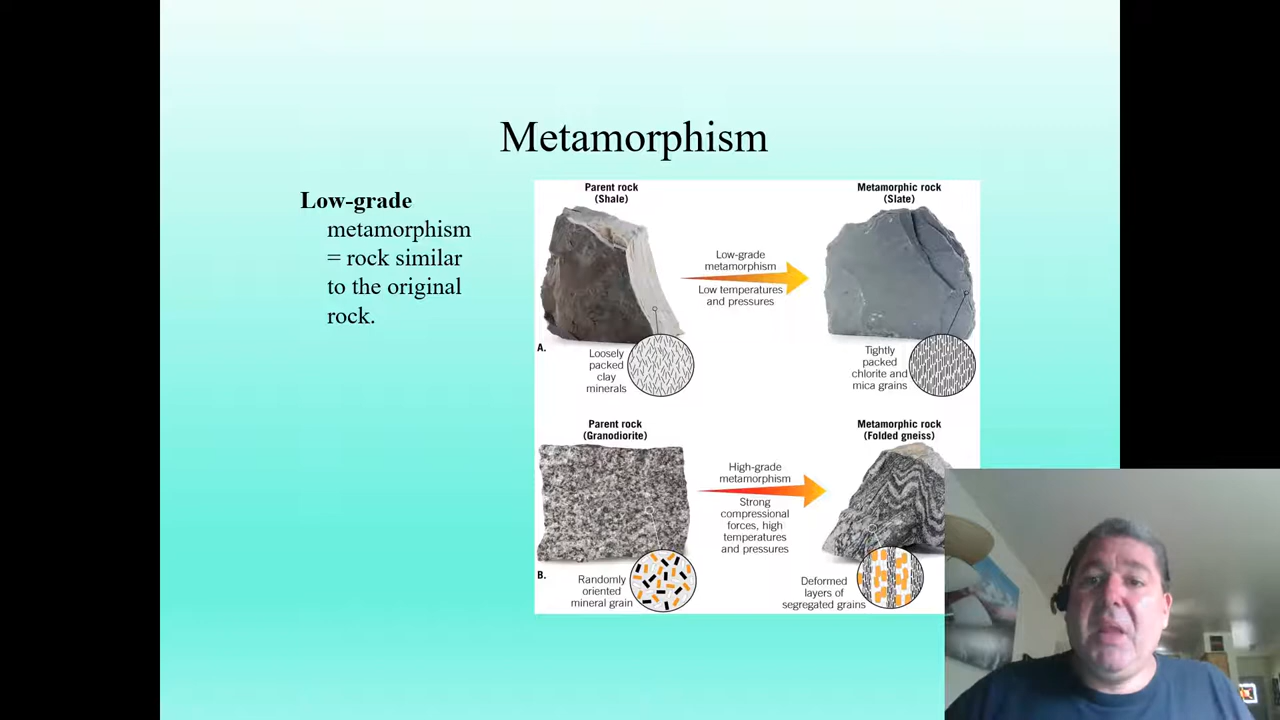 Metamorphism
Low-grade
metamorphism
= rock similar
to the original
rock.
Parent rock
(Shale)
Metamorphic rock
(Slate)
Low-grade
metamorphism
Low temperatures
and pressures
A.
Loosely
packed
clay
minerals
Tightly
packed
chlorite and
mica grains
Parent rock
(Granodiorite)
Metamorphic rock
(Folded gneiss)
High-grade
metamorphism
Strong
compressional
forces, high
temperatures
and pressures
B.
Randomly
oriented
mineral grain
Deformed
layers of
segregated grains